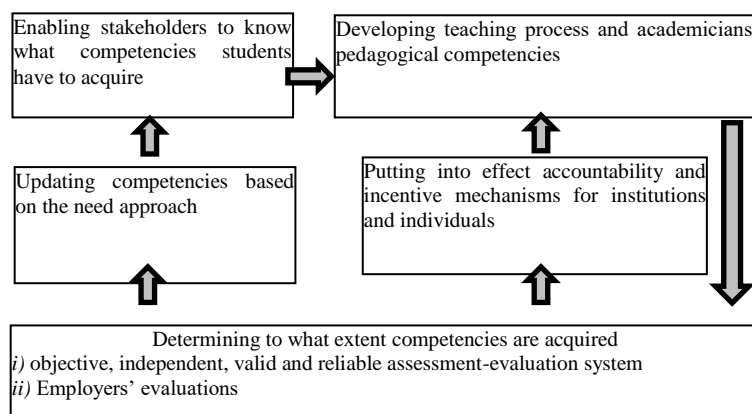 Enabling stakeholders to know
what competencies students
have to acquire
Developing teaching process and academicians
pedagogical competencies
Updating competencies based
on the need approach
Putting into effect accountability and
incentive mechanisms for institutions
and individuals
Determining to what extent competencies are acquired
i) objective, independent, valid and reliable assessment-evaluation system
ii) Employers’ evaluations